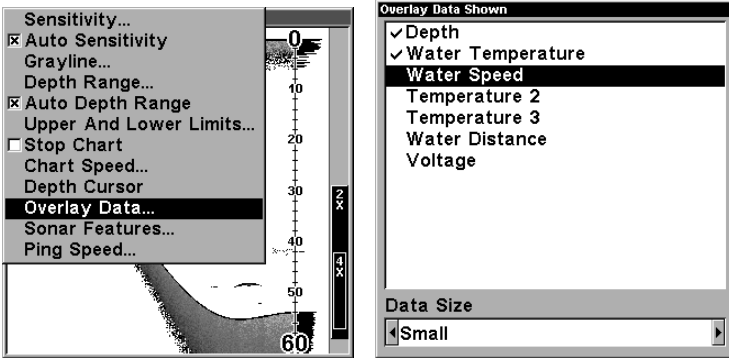 Sensitivity...
Auto Sensitivity
Grayline...
Depth Range...
Auto Depth Range
Upper And Lower Limits...
Stop Chart
Chart Speed...
Depth Cursor
Overlay Data...
Sonar Features...
Ping Speed...
0
10
20
30
40
50
60
2
X
4
X
Overlay Data Shown
Depth
Water Temperature
Water Speed
Temperature 2
Temperature 3
Water Distance
Voltage
Data Size
Small